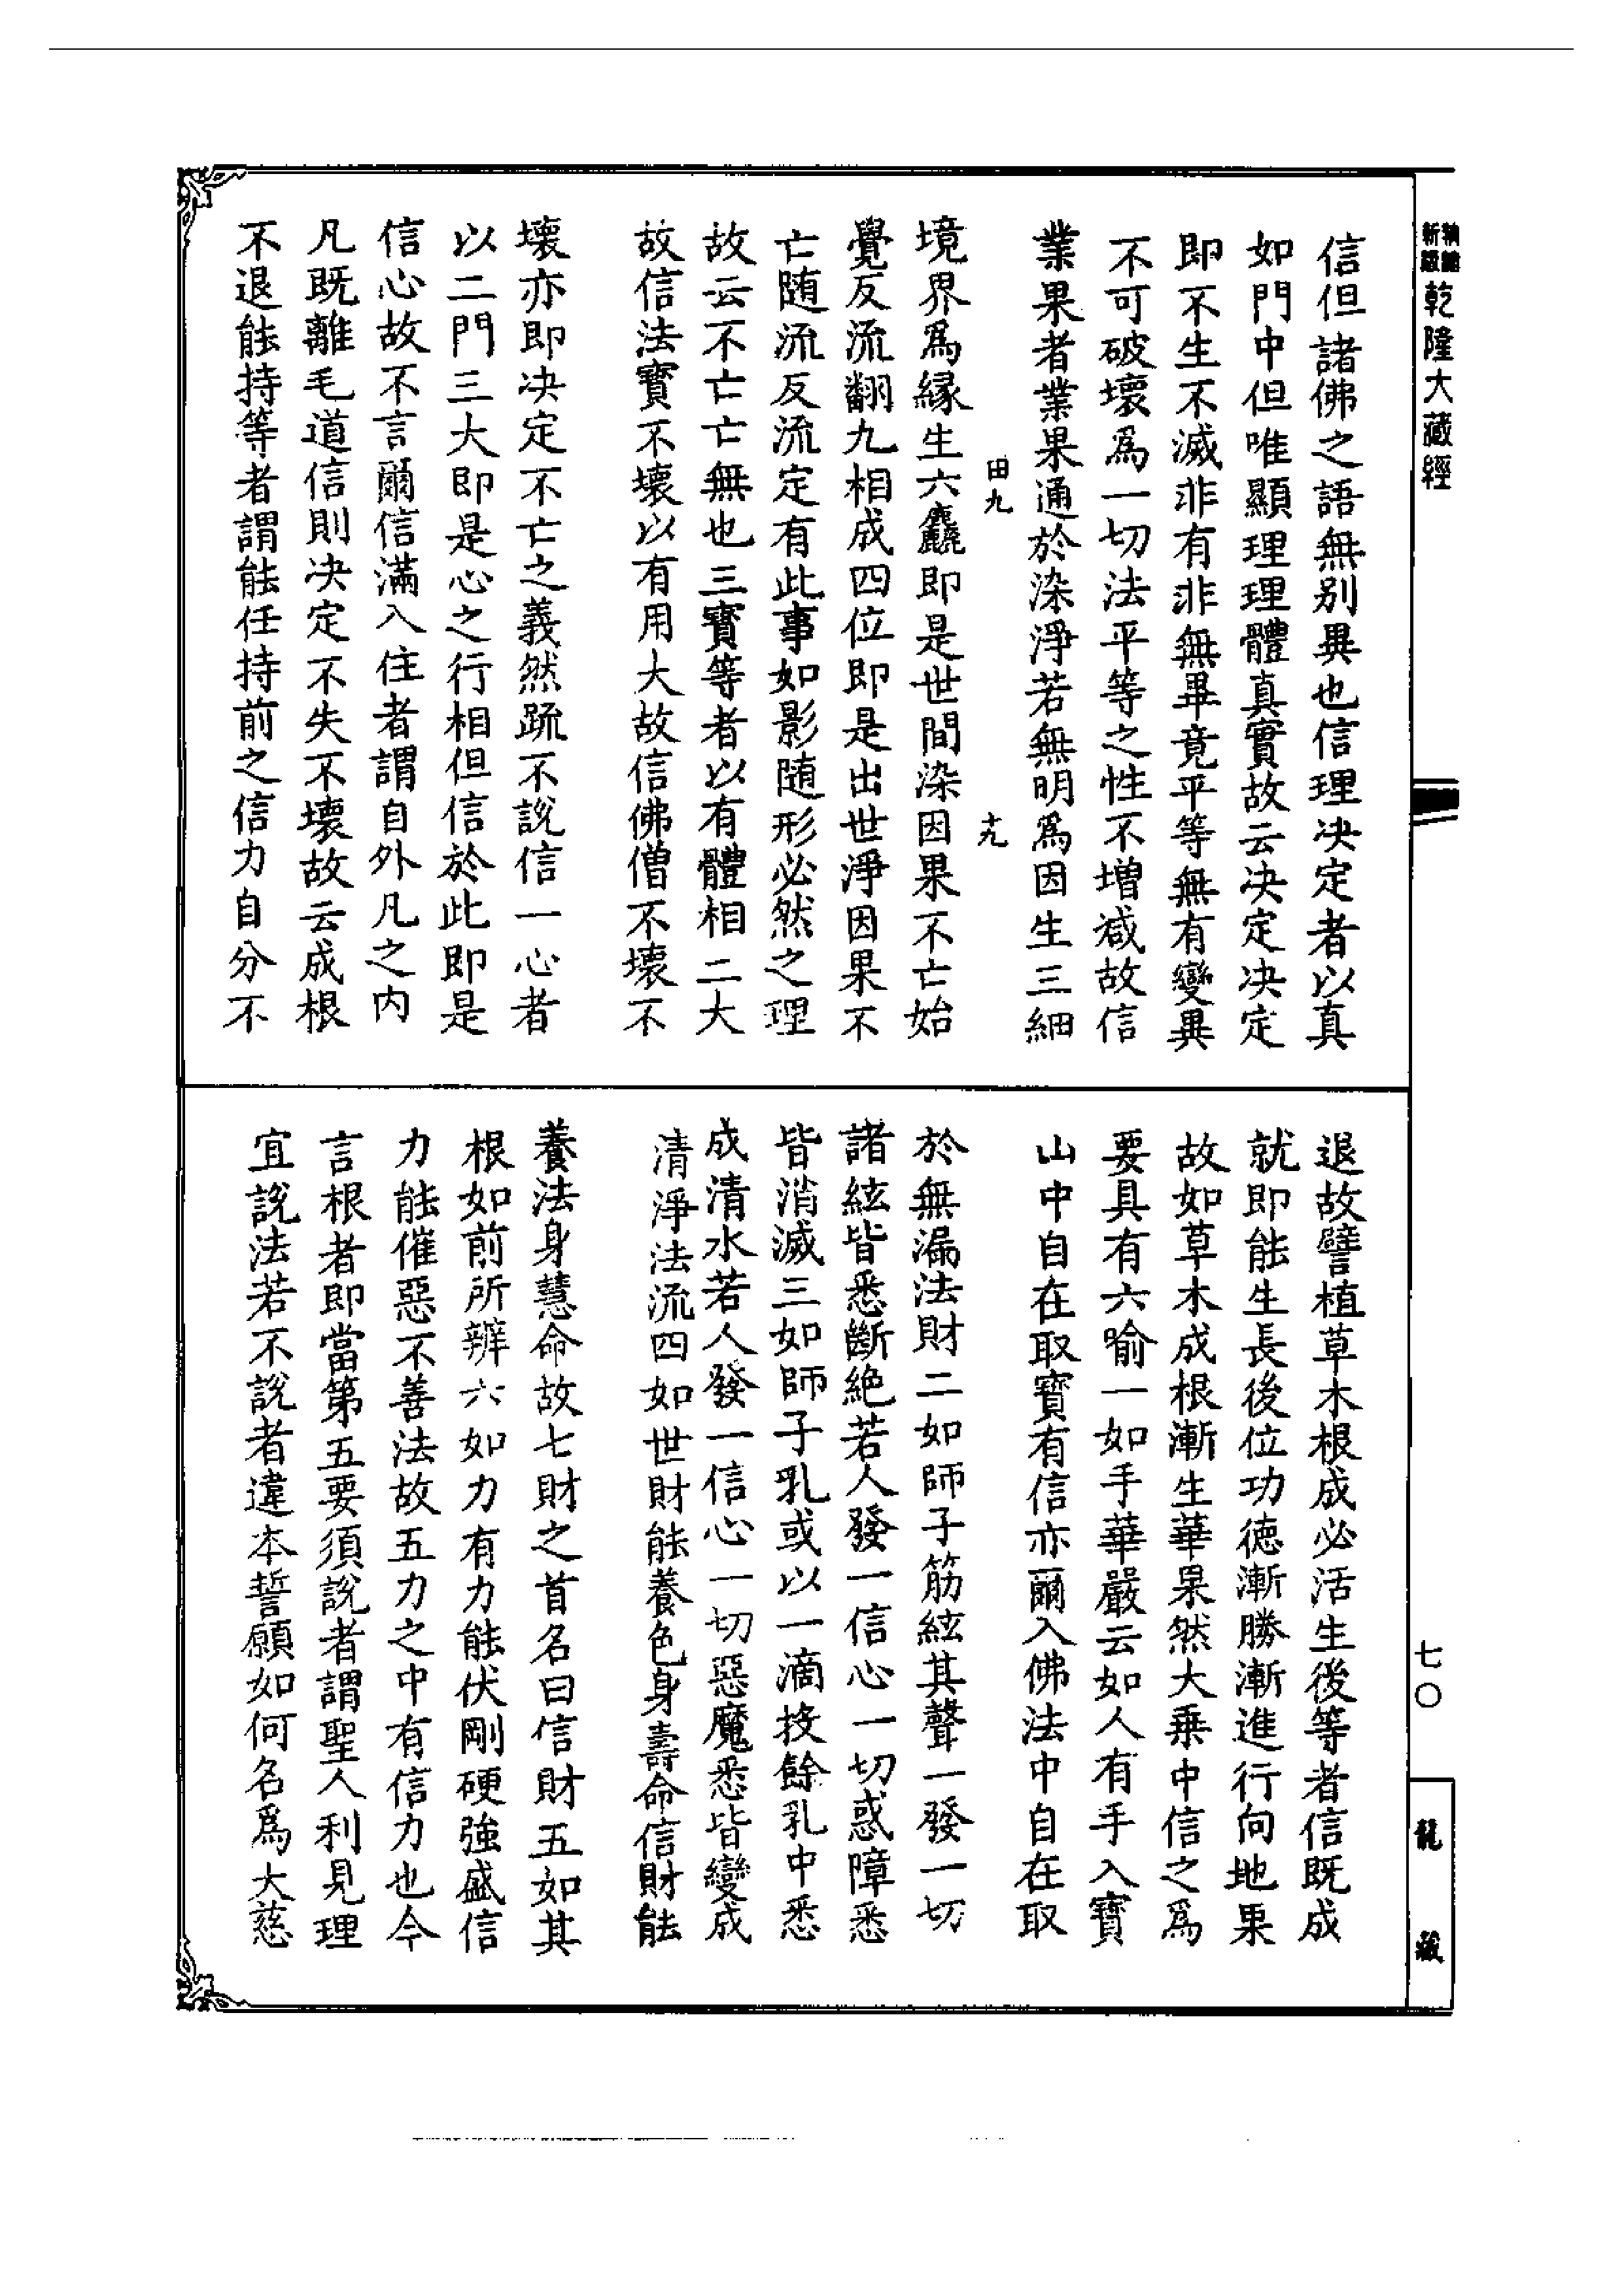 乾隆大藏經
信但諸佛之語無別異也信理決定者以真
如門中但唯顯理理體真實故云決定決定
即不生不滅非有非無畢竟平等無有變異
不可破壞爲一切法平等之性不增減故信
業果者業果通於染淨若無明爲因生三細
田九
十九
境界爲緣生六麤即是世間染因果不亡始
覺反流翻九相成四位即是出世淨因果不
亡隨流反流定有此事如影隨形必然之理
故云不亡亡無也三寶等者以有體相二大
故信法寶不壞以有用大故信佛僧不壞不
壞亦即決定不亡之義然疏不說信一心者
以二門三大即是心之行相但信於此即是
信心故不言爾信滿入住者謂自外凡之內
凡既離毛道信則決定不失不壞故云成根
不退能持等者謂能任持前之信力自分不
退故譬植草木根成必活生後等者信既成
就即能生長後位功德漸勝漸進行向地果
故如草木成根漸生華果然大乗中信之爲
要具有六喻一如手華嚴云如人有手入寶
山中自在取寶有信亦爾入佛法中自在取
於無漏法財二如師子筋絃其聲一發一切
諸絃皆悉斷絶若人發一信心一切惑障悉
皆消滅三如師子乳或以一滴投餘乳中悉
成清水若人發一信心一切惡魔悉皆變成
清淨法流四如世財能養色身壽命信財能
養法身慧命故七財之首名曰信財五如其
根如前所辨六如力有力能伏剛硬強盛信
力能催惡不善法故五力之中有信力也今
言根者即當第五要須說者謂聖人利見理
宜說法若不說者違本誓願如何名爲大慈
七〇
龍藏